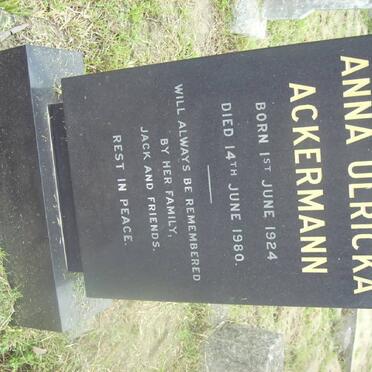 ANNA ULRICKA
ACKERMANN
BORN 1ST JUNE 1924
DIED 14TH JUNE 1980.
WILL ALWAYS BE REMEMBERED
BY HER FAMILY,
JACK AND FRIENDS.
REST IN PEACE.